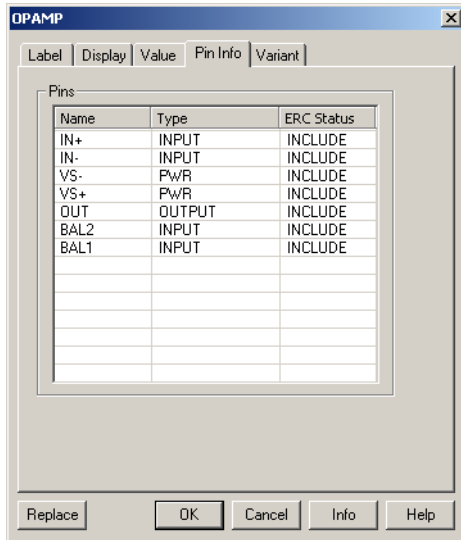 OPAMP
Label Display Value Pin Info Variant
Pins
Name Type ERC Status
IN+ INPUT INCLUDE
IN- INPUT INCLUDE
VS- PWR INCLUDE
VS+ PWR INCLUDE
OUT OUTPUT INCLUDE
BAL2 INPUT INCLUDE
BAL1 INPUT INCLUDE
Replace OK Cancel Info Help